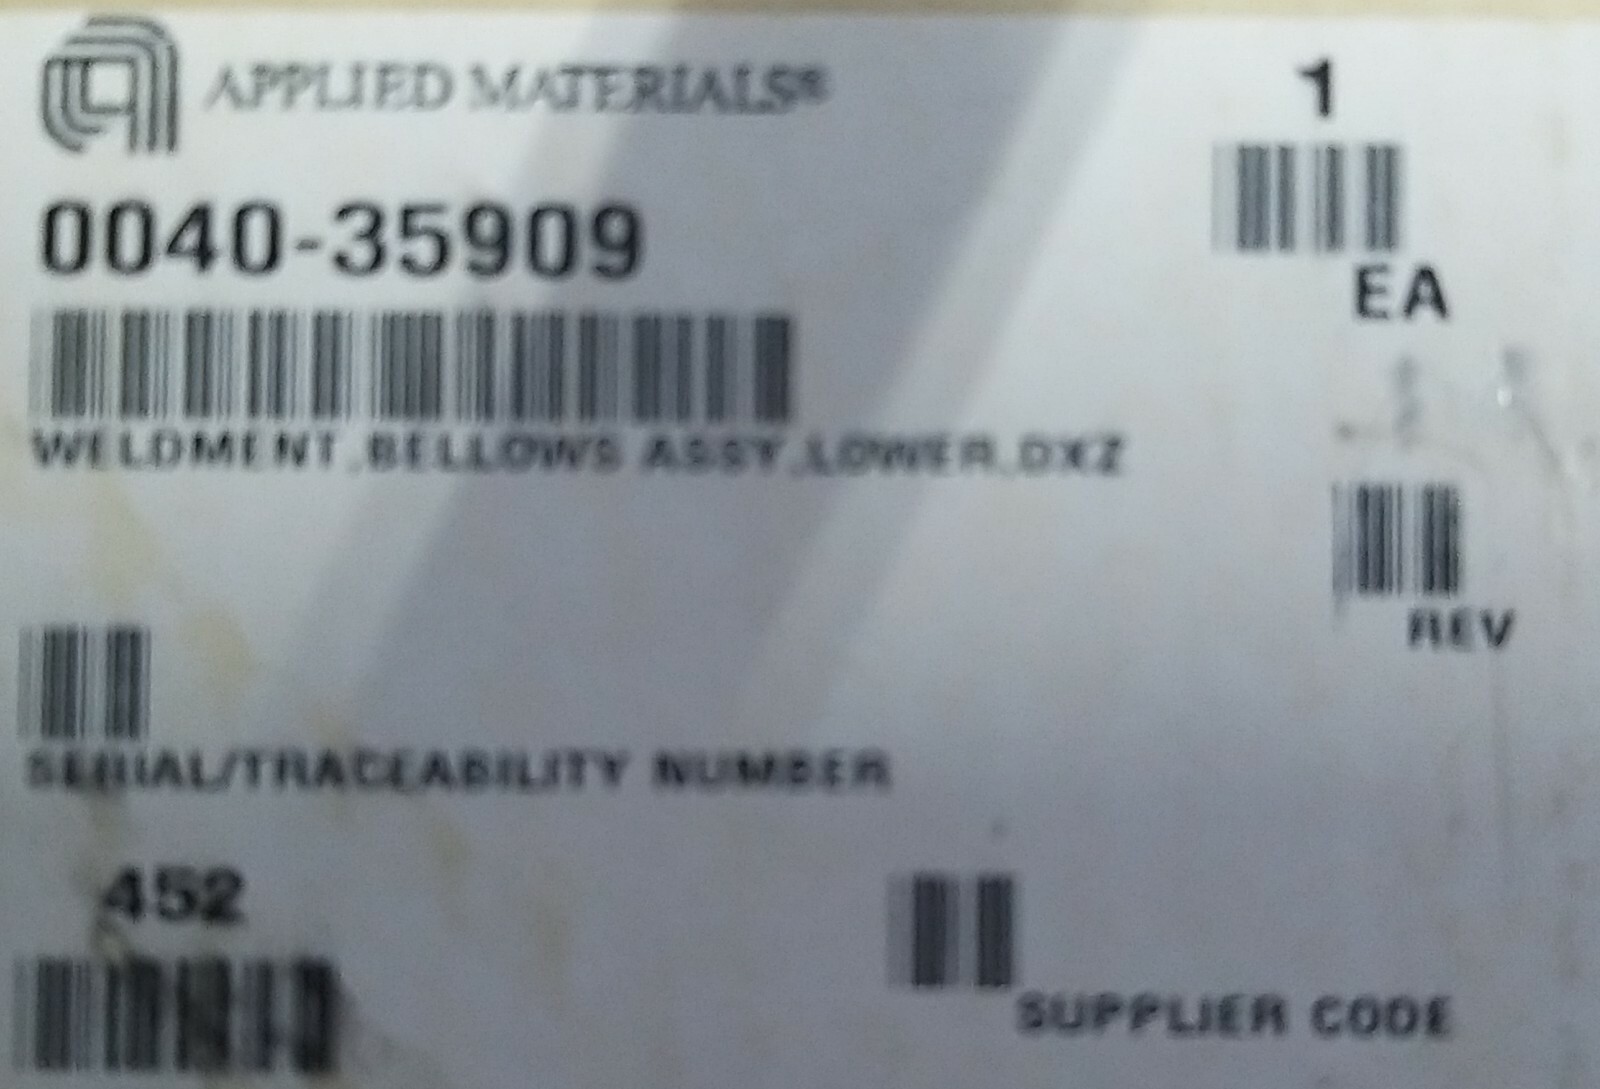 APPLIED MATERIALS®
1
0040-35909
EA
WELDMENT,BELLOWS ASSY,LOWER,DXZ
REV
SERIAL/TRACEABILITY NUMBER
452
SUPPLIER CODE